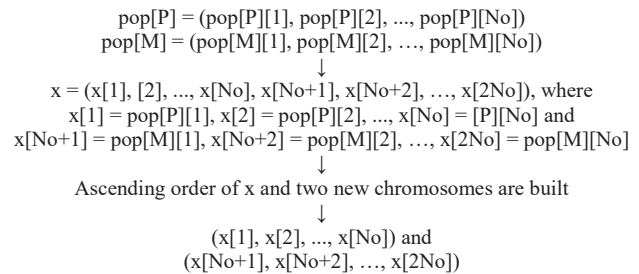 pop[P] = (pop[P][1], pop[P][2], ..., pop[P][No])
pop[M] = (pop[M][1], pop[M][2], …, pop[M][No])
↓
x = (x[1], [2], ..., x[No], x[No+1], x[No+2], …, x[2No]), where
x[1] = pop[P][1], x[2] = pop[P][2], ..., x[No] = [P][No] and
x[No+1] = pop[M][1], x[No+2] = pop[M][2], …, x[2No] = pop[M][No]
↓
Ascending order of x and two new chromosomes are built
↓
(x[1], x[2], ..., x[No]) and
(x[No+1], x[No+2], …, x[2No])